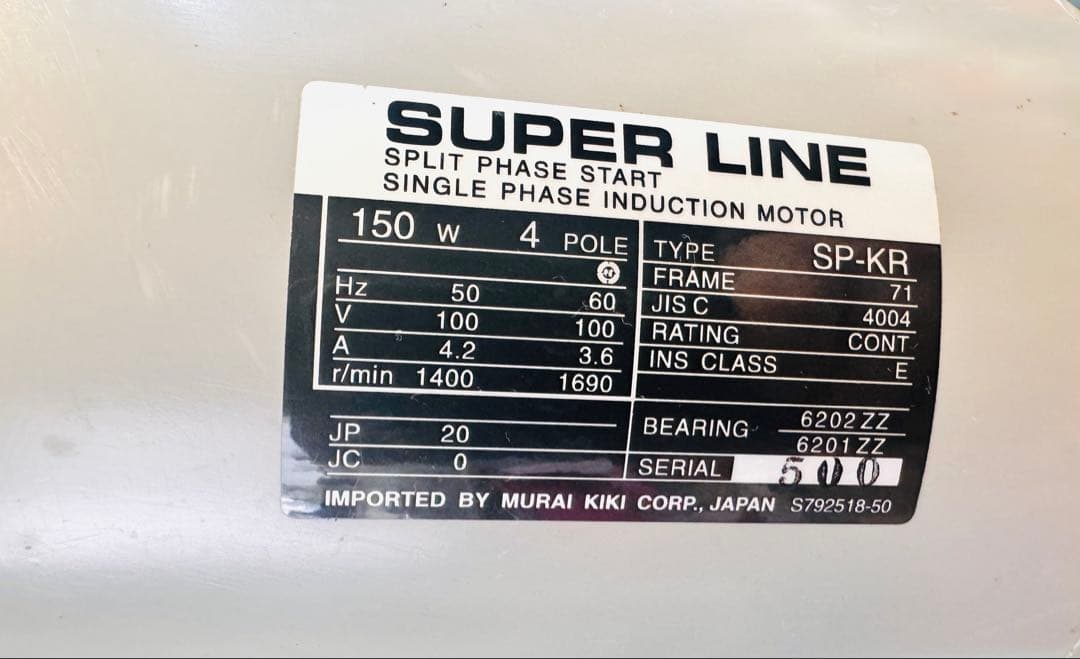 SUPER LINE
SPLIT PHASE START
SINGLE PHASE INDUCTION MOTOR
150 W 4 POLE
Hz 50 60
V 100 100
A 4.2 3.6
r/min 1400 1690
JP 20
JC 0
TYPE SP-KR
FRAME 71
JIS C 4004
RATING CONT
INS CLASS E
BEARING 6202 ZZ
6201 ZZ
SERIAL 500
IMPORTED BY MURAI KIKI CORP., JAPAN S792518-50